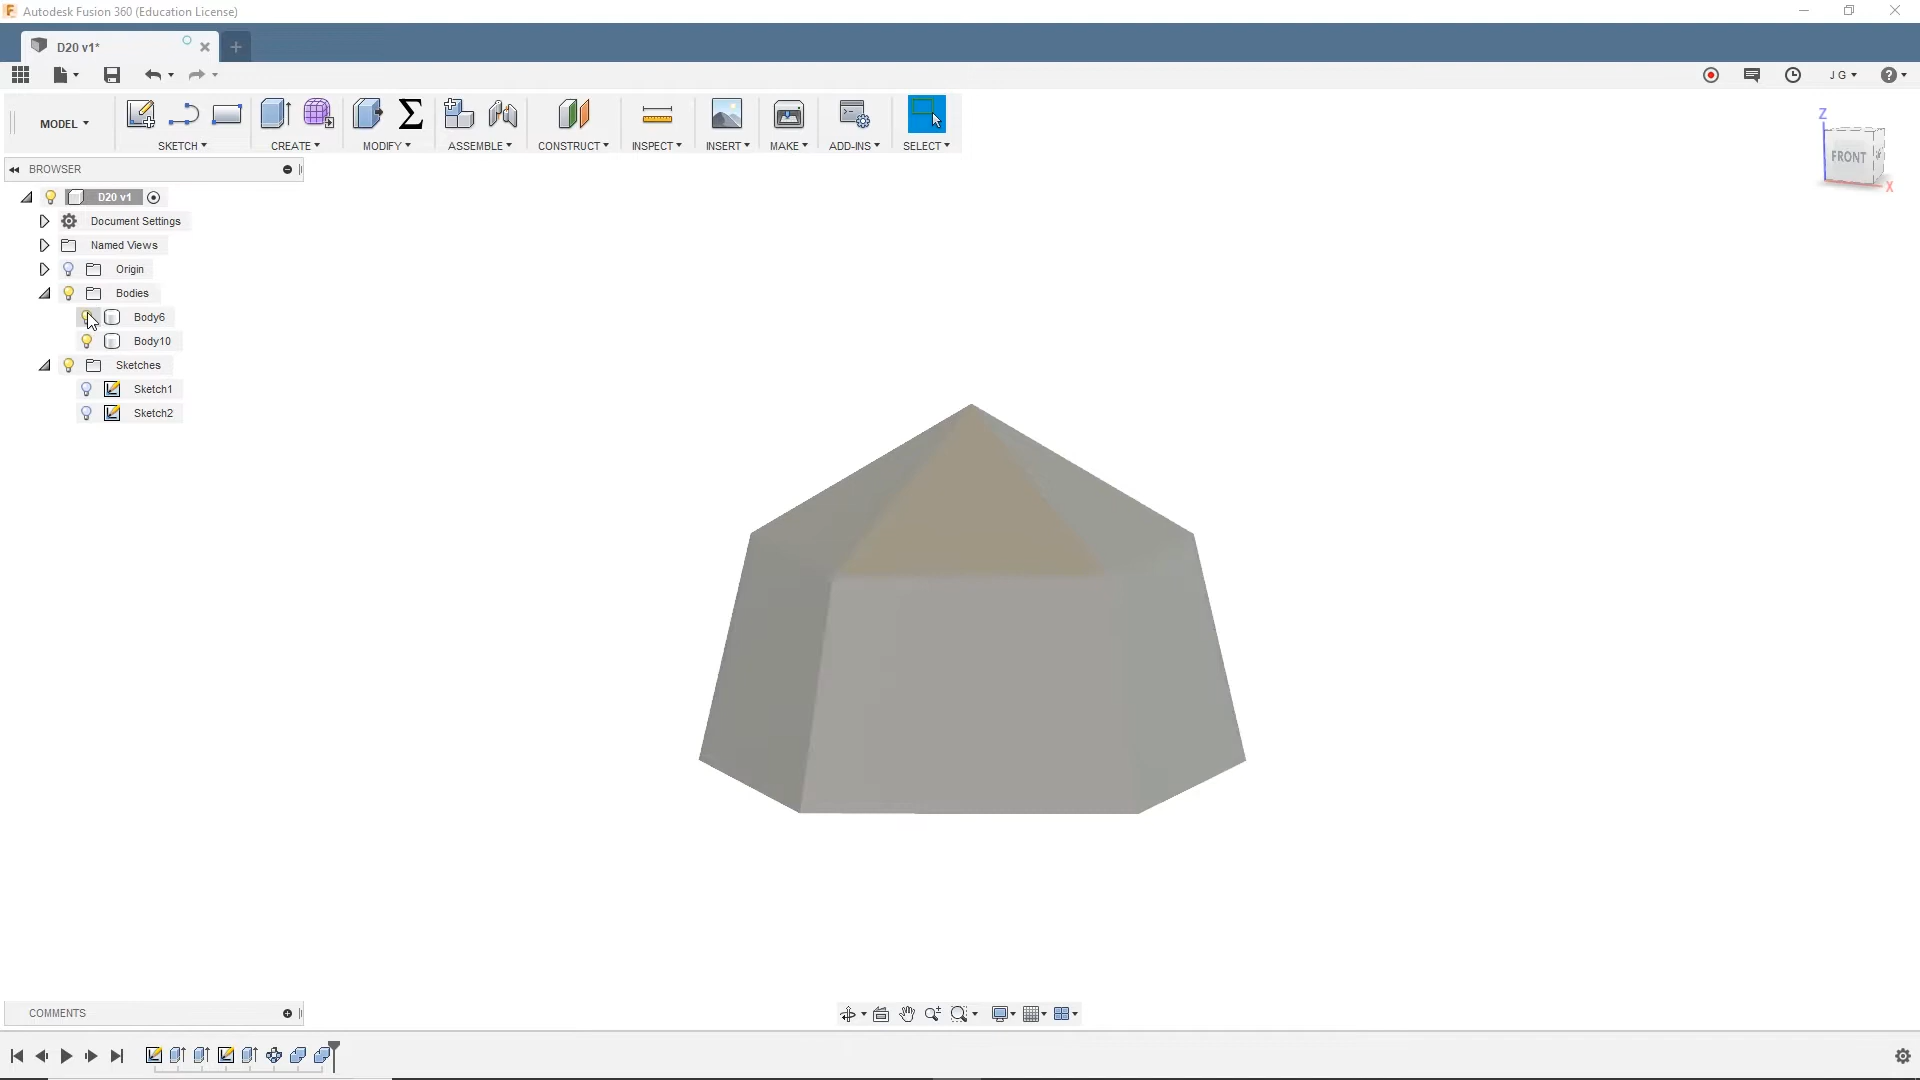 Autodesk Fusion 360 (Education License)
D20 v1*
J G
MODEL
SKETCH
CREATE
MODIFY
ASSEMBLE
CONSTRUCT
INSPECT
INSERT
MAKE
ADD-INS
SELECT
BROWSER
D20 v1
Document Settings
Named Views
Origin
Bodies
Body6
Body10
Sketches
Sketch1
Sketch2
Z
FRONT
X
COMMENTS